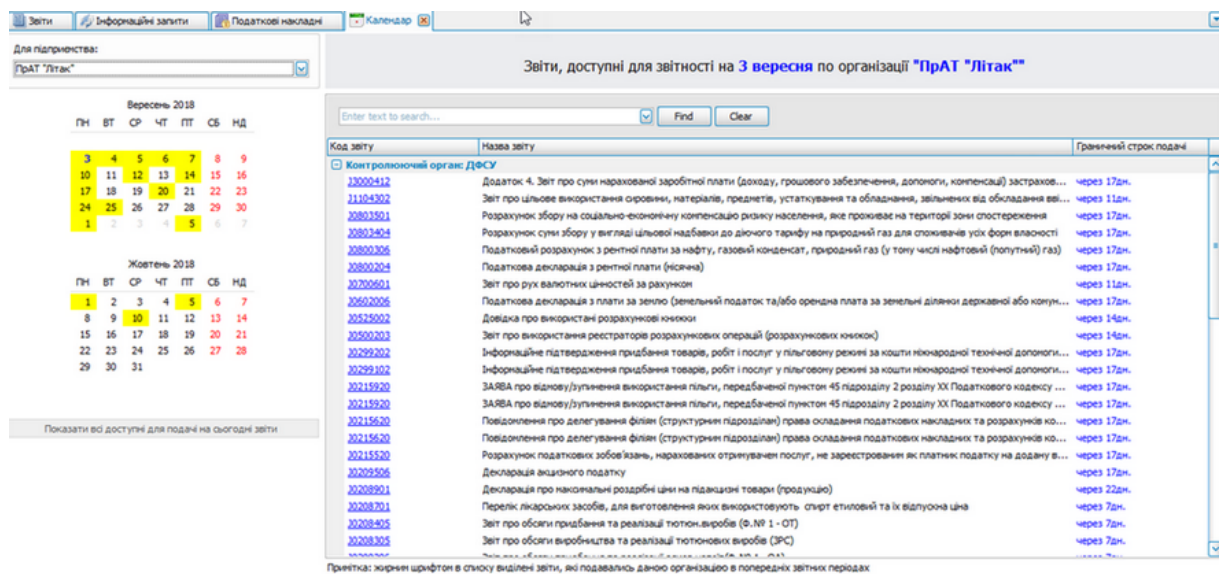 Звіти Інформаційні запити Податкові накладні Календар
Для підприємства:
ПрАТ "Літак"
Звіти, доступні для звітності на 3 вересня по організації "ПрАТ "Літак""
Вересень 2018
ПН ВТ СР ЧТ ПТ СБ НД
3 4 5 6 7 8 9
10 11 12 13 14 15 16
17 18 19 20 21 22 23
24 25 26 27 28 29 30
1 2 3 4 5 6 7
Жовтень 2018
ПН ВТ СР ЧТ ПТ СБ НД
1 2 3 4 5 6 7
8 9 10 11 12 13 14
15 16 17 18 19 20 21
22 23 24 25 26 27 28
29 30 31
Показати всі доступні для подачі на сьогодні звіти
Enter text to search... Find Clear
Код звіту Назва звіту Граничний строк подачі
Контролюючий орган: ДФСУ
J3000412 Додаток 4. Звіт про суми нарахованої заробітної плати (доходу, грошового забезпечення, допомоги, компенсації) застрахов... через 17дн.
J1104302 Звіт про цільове використання сировини, матеріалів, предметів, устаткування та обладнання, звільнених від обкладання вві... через 11дн.
J0803501 Розрахунок збору на соціально-економічну компенсацію ризику населення, яке проживає на території зони спостереження через 17дн.
J0803404 Розрахунок суми збору у вигляді цільової надбавки до діючого тарифу на природний газ для споживачів усіх форм власності через 17дн.
J0800306 Податковий розрахунок з рентної плати за нафту, газовий конденсат, природний газ (у тому числі нафтовий (попутний) газ) через 17дн.
J0800204 Податкова декларація з рентної плати (місячна) через 17дн.
J0700601 Звіт про рух валютних цінностей за рахунком через 11дн.
J0602006 Податкова декларація з плати за землю (земельний податок та/або орендна плата за земельні ділянки державної або комун... через 17дн.
J0525002 Довідка про використані розрахункові книжки через 14дн.
J0500203 Звіт про використання реєстраторів розрахункових операцій (розрахункових книжок) через 14дн.
J0299202 Інформаційне підтвердження придбання товарів, робіт і послуг у пільговому режимі за кошти міжнародної технічної допомоги... через 17дн.
J0299102 Інформаційне підтвердження придбання товарів, робіт і послуг у пільговому режимі за кошти міжнародної технічної допомоги... через 17дн.
J0215920 ЗАЯВА про відмову/зупинення використання пільги, передбаченої пунктом 45 підрозділу 2 розділу XX Податкового кодексу ... через 17дн.
J0215920 ЗАЯВА про відмову/зупинення використання пільги, передбаченої пунктом 45 підрозділу 2 розділу XX Податкового кодексу ... через 17дн.
J0215620 Повідомлення про делегування філіям (структурним підрозділам) права складання податкових накладних та розрахунків ко... через 17дн.
J0215620 Повідомлення про делегування філіям (структурним підрозділам) права складання податкових накладних та розрахунків ко... через 17дн.
J0215520 Розрахунок податкових зобов'язань, нарахованих отримувачем послуг, не зареєстрованим як платник податку на додану в... через 17дн.
J0209506 Декларація акцизного податку через 17дн.
J0208901 Декларація про максимальні роздрібні ціни на підакцизні товари (продукцію) через 22дн.
J0208701 Перелік лікарських засобів, для виготовлення яких використовують спирт етиловий та їх відпускна ціна через 7дн.
J0208405 Звіт про обсяги придбання та реалізації тютюн.виробів (Ф.№ 1 - ОТ) через 7дн.
J0208305 Звіт про обсяги виробництва та реалізації тютюнових виробів (3РС) через 7дн.
Примітка: жирним шрифтом в списку виділені звіти, які подавались даною організацією в попередніх звітних періодах